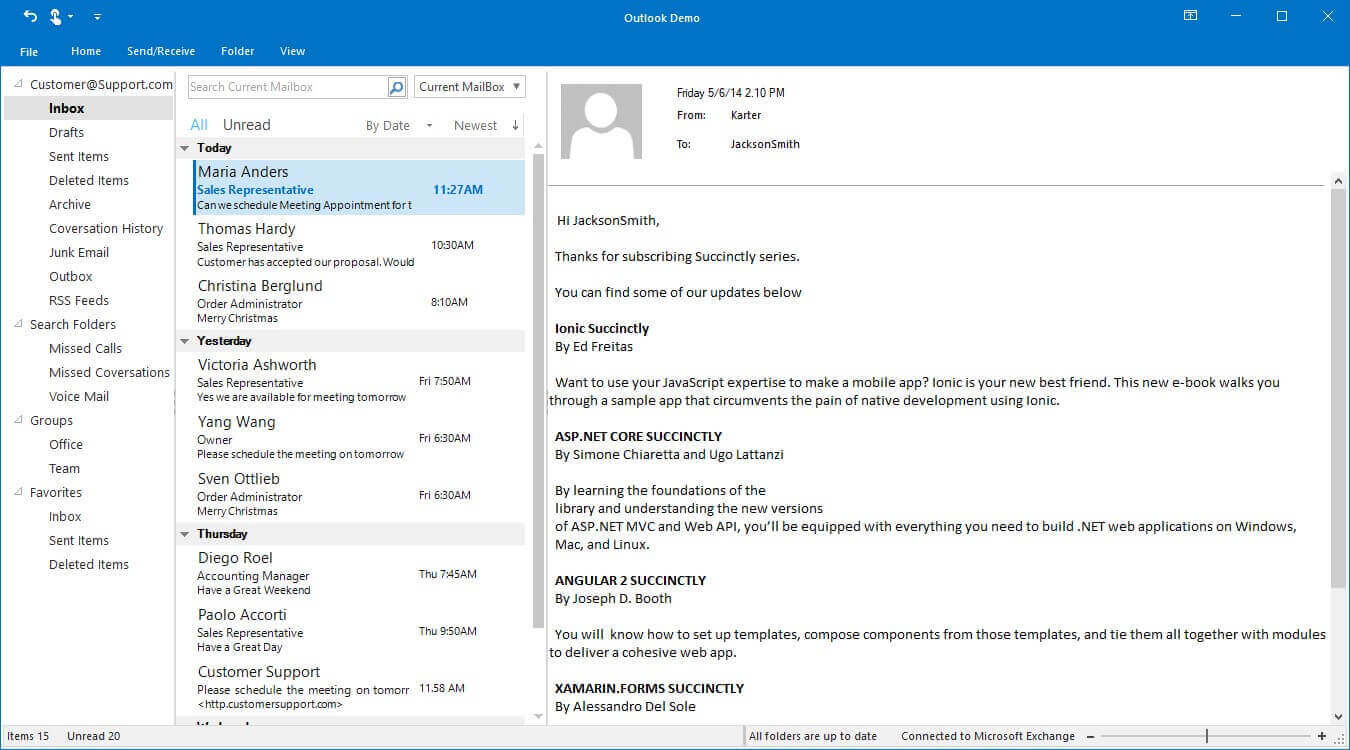 Outlook Demo
File Home Send/Receive Folder View
Customer@Support.com
Inbox
Drafts
Sent Items
Deleted Items
Archive
Coversation History
Junk Email
Outbox
RSS Feeds
Search Folders
Missed Calls
Missed Coversations
Voice Mail
Groups
Office
Team
Favorites
Inbox
Sent Items
Deleted Items
Search Current Mailbox Current MailBox
All Unread By Date Newest
Today
Maria Anders
Sales Representative 11:27AM
Can we schedule Meeting Appointment for t
Thomas Hardy
Sales Representative 10:30AM
Customer has accepted our proposal. Would
Christina Berglund
Order Administrator 8:10AM
Merry Christmas
Yesterday
Victoria Ashworth
Sales Representative Fri 7:50AM
Yes we are available for meeting tomorrow
Yang Wang
Owner Fri 6:30AM
Please schedule the meeting on tomorrow
Sven Ottlieb
Order Administrator Fri 6:30AM
Merry Christmas
Thursday
Diego Roel
Accounting Manager Thu 7:45AM
Have a Great Weekend
Paolo Accorti
Sales Representative Thu 9:50AM
Have a Great Day
Customer Support
Please schedule the meeting on tomorr 11.58 AM
<http.customersupport.com>
Friday 5/6/14 2.10 PM
From: Karter
To: JacksonSmith
Hi JacksonSmith,
Thanks for subscribing Succinctly series.
You can find some of our updates below
Ionic Succinctly
By Ed Freitas
Want to use your JavaScript expertise to make a mobile app? Ionic is your new best friend. This new e-book walks you
through a sample app that circumvents the pain of native development using Ionic.
ASP.NET CORE SUCCINCTLY
By Simone Chiaretta and Ugo Lattanzi
By learning the foundations of the
library and understanding the new versions
of ASP.NET MVC and Web API, you'll be equipped with everything you need to build .NET web applications on Windows,
Mac, and Linux.
ANGULAR 2 SUCCINCTLY
By Joseph D. Booth
You will know how to set up templates, compose components from those templates, and tie them all together with modules
to deliver a cohesive web app.
XAMARIN.FORMS SUCCINCTLY
By Alessandro Del Sole
Items 15 Unread 20 All folders are up to date Connected to Microsoft Exchange